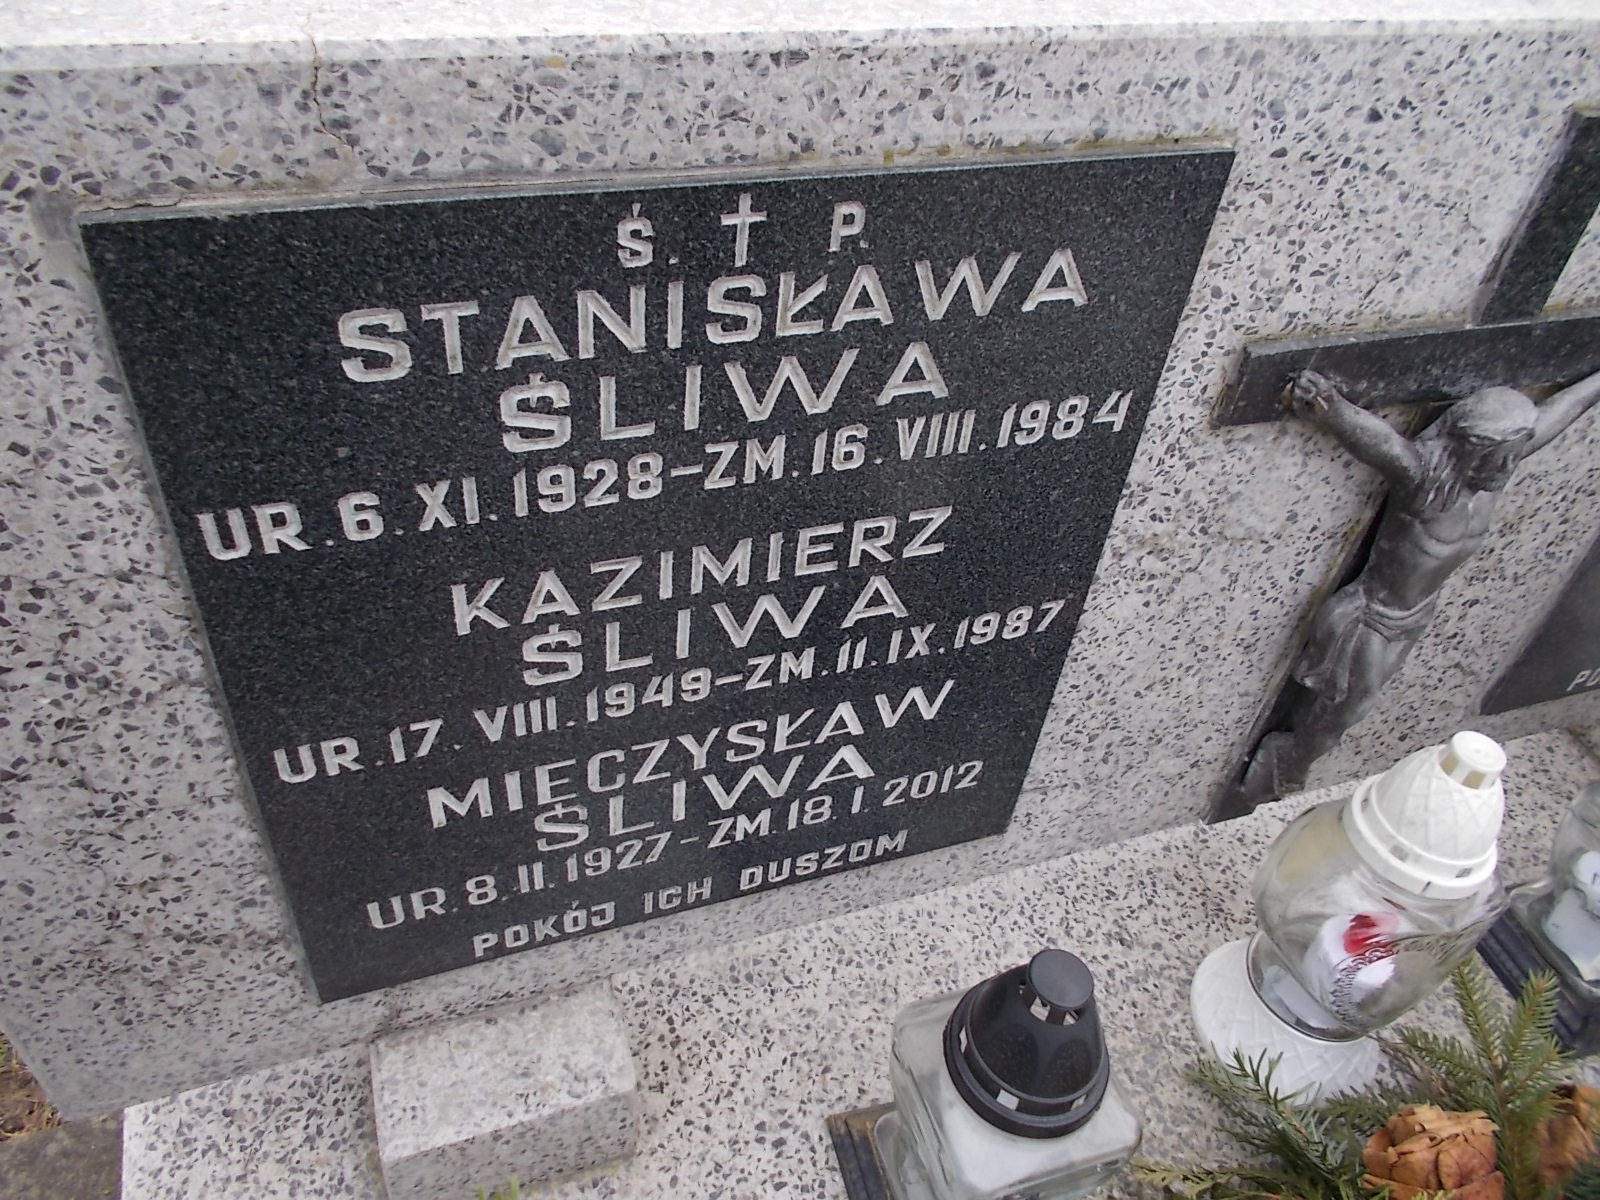 Ś. † P.
STANISŁAWA
ŚLIWA
UR. 6. XI. 1928 - ZM. 16. VIII. 1984
KAZIMIERZ
ŚLIWA
UR. 17. VIII. 1949 - ZM. 11. IX. 1987
MIECZYSŁAW
ŚLIWA
UR. 8. II. 1927 - ZM. 18. I. 2012
POKÓJ ICH DUSZOM